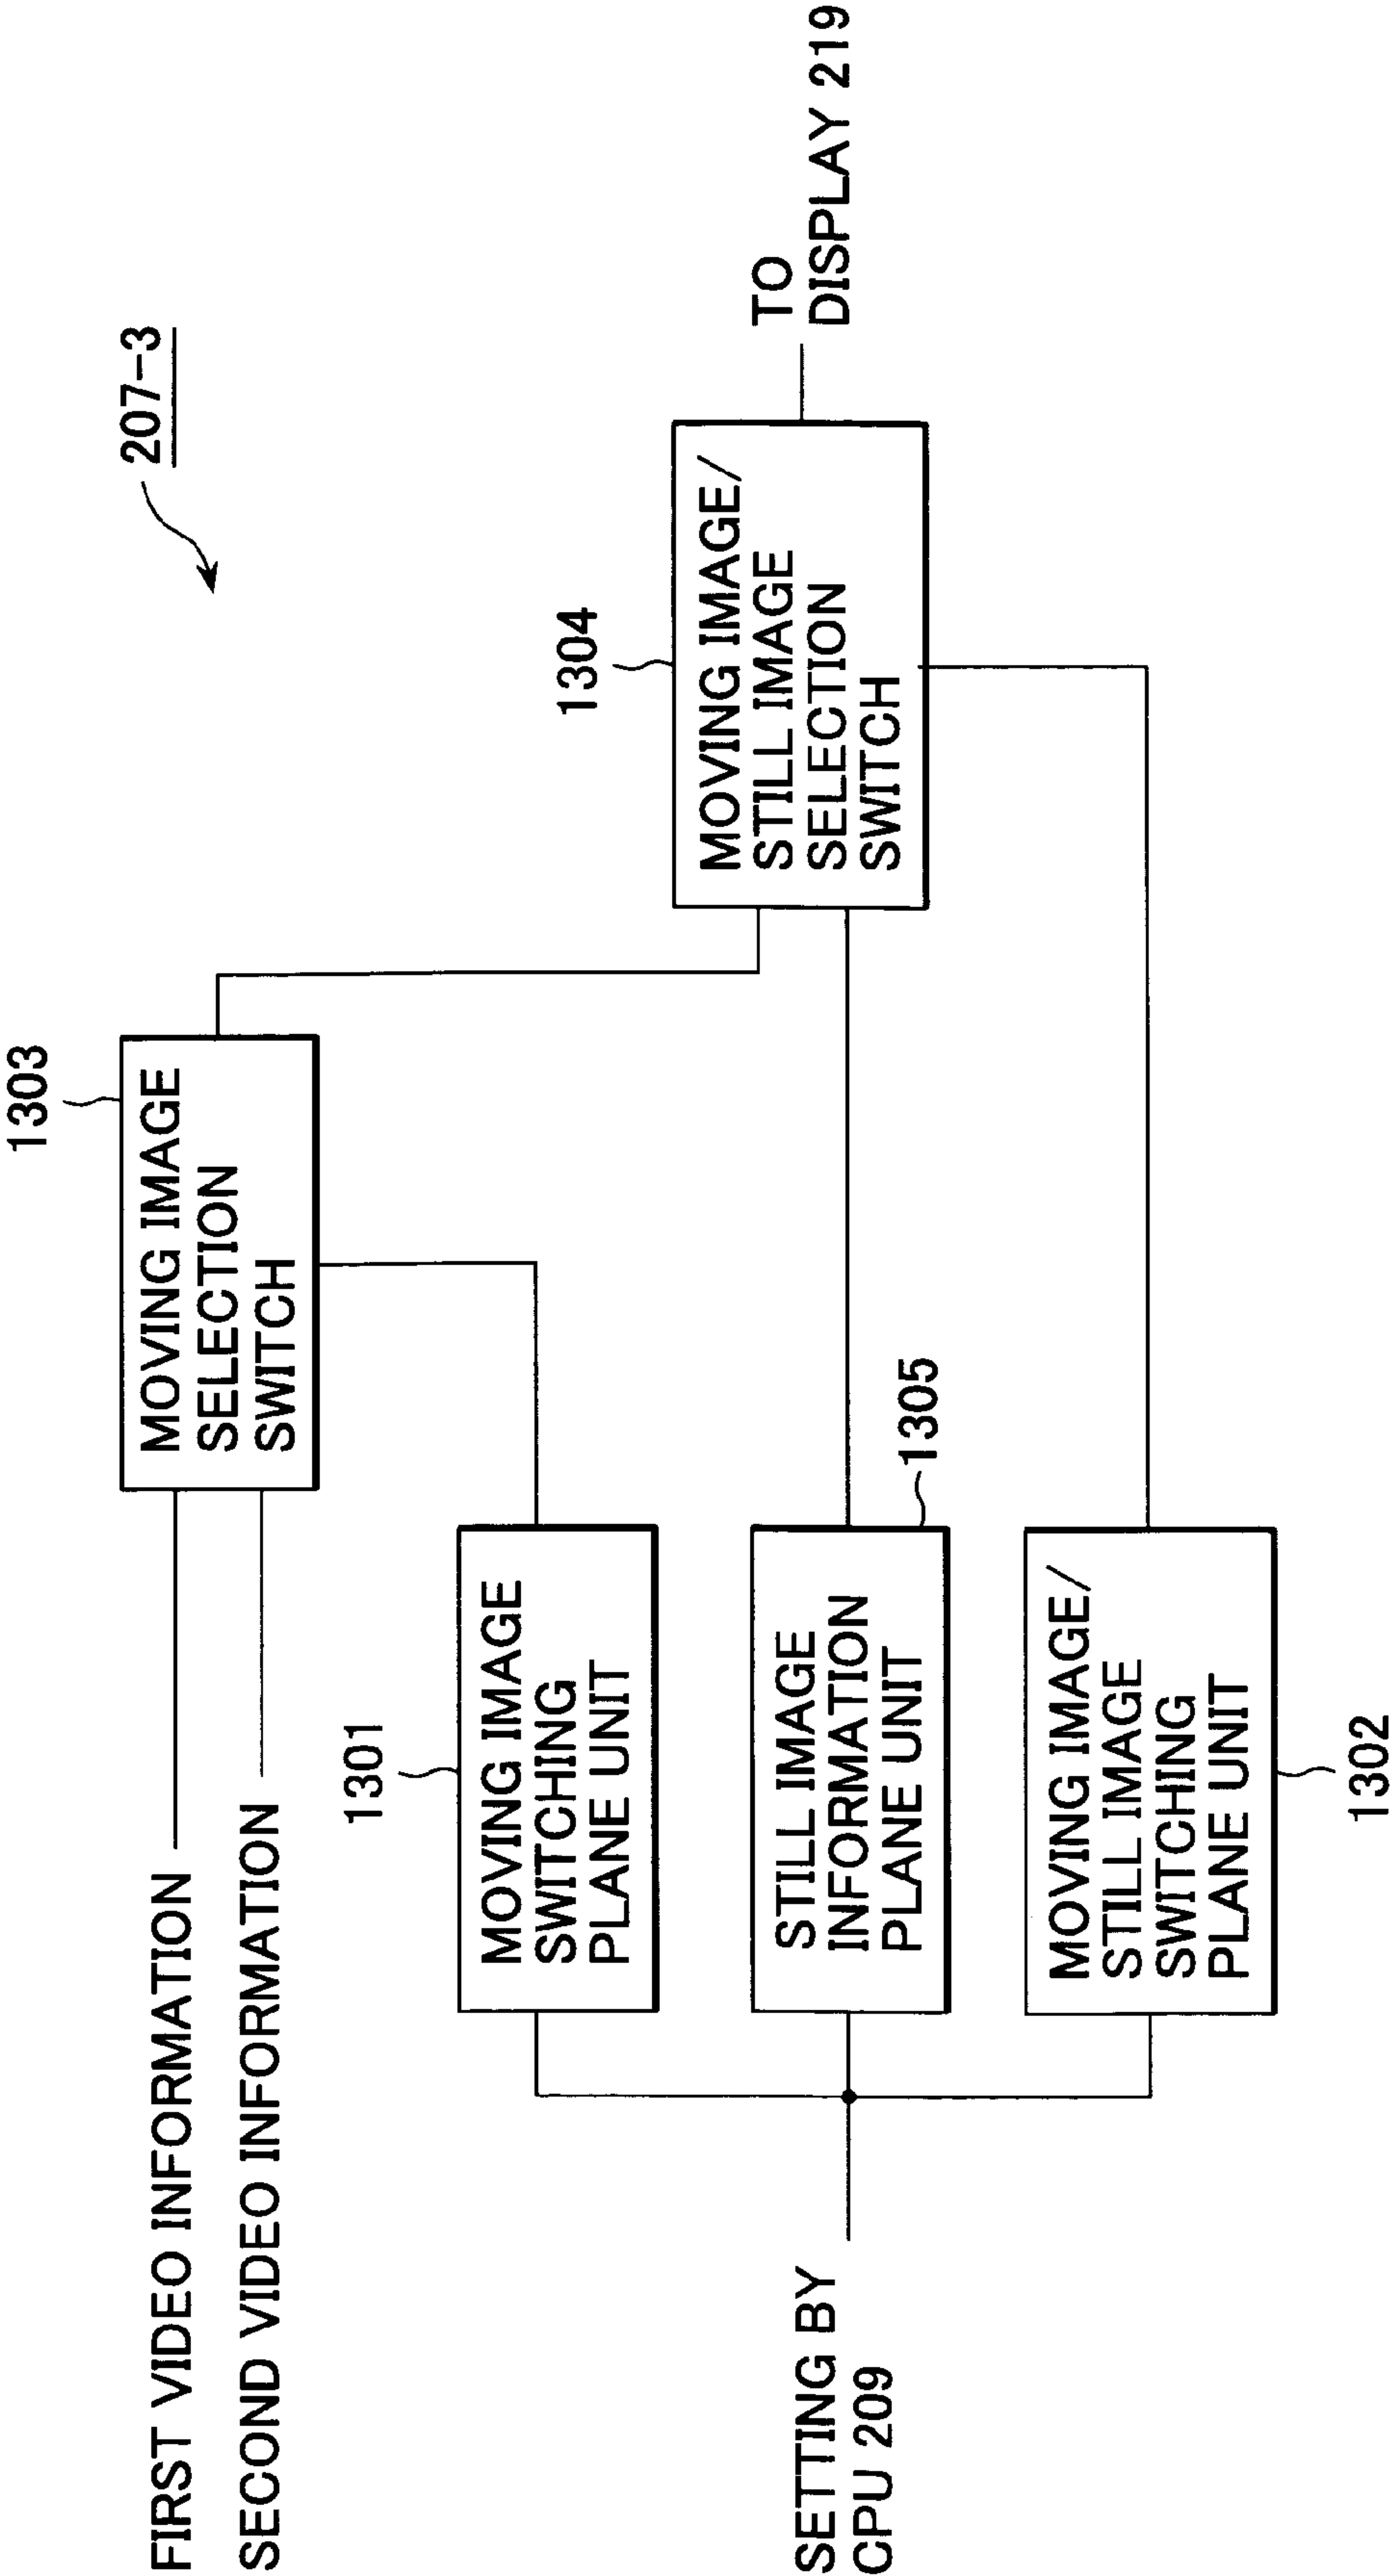 207-3
FIRST VIDEO INFORMATION
SECOND VIDEO INFORMATION
1303
MOVING IMAGE
SELECTION
SWITCH
1301
MOVING IMAGE
SWITCHING
PLANE UNIT
1304
MOVING IMAGE/
STILL IMAGE
SELECTION
SWITCH
TO
DISPLAY 219
SETTING BY
CPU 209
STILL IMAGE
INFORMATION
PLANE UNIT
1305
MOVING IMAGE/
STILL IMAGE
SWITCHING
PLANE UNIT
1302